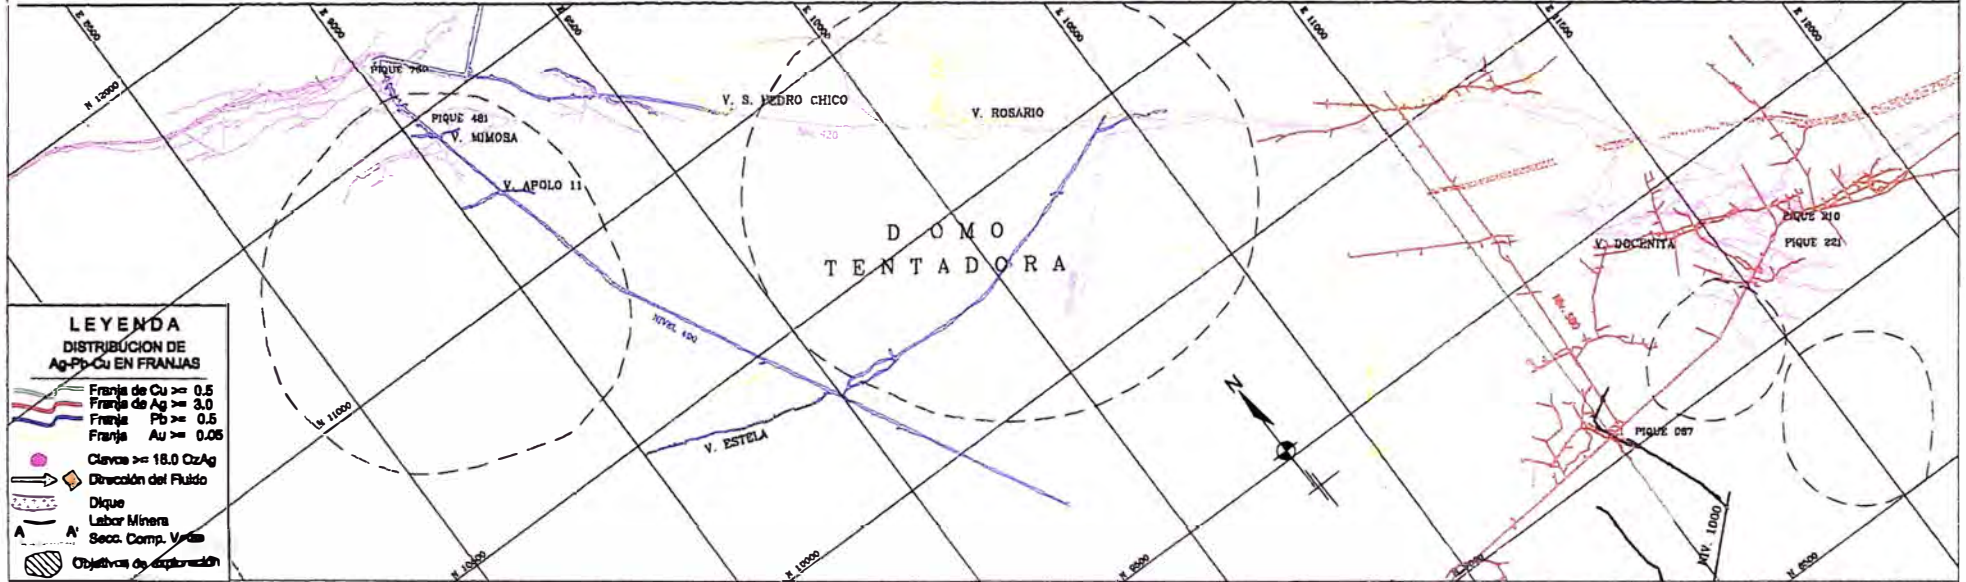 E 8500
E 9000
E 9500
E 10000
E 10500
E 11000
E 11500
E 12000
N 12000
PIQUE 760
PIQUE 481
V. MIMOSA
V. APOLO 11
V. S. PEDRO CHICO
V. ROSARIO
420
DOMO
TENTADORA
NIVEL 420
V. ESTELA
N
V. DOCENITA
PIQUE 210
PIQUE 221
PIQUE 087
NIV. 1000
N 11000
N 10500
N 10000
N 9500
N 8500
LEYENDA
DISTRIBUCION DE
Ag-Pb-Cu EN FRANJAS
Franja de Cu >= 0.5
Franja de Ag >= 3.0
Franja Pb >= 0.5
Franja Au >= 0.05
Clavos >= 18.0 OzAg
Dirección del Fluido
Dique
Labor Minera
A A' Secc. Comp. Vetas
Objetivos de exploración